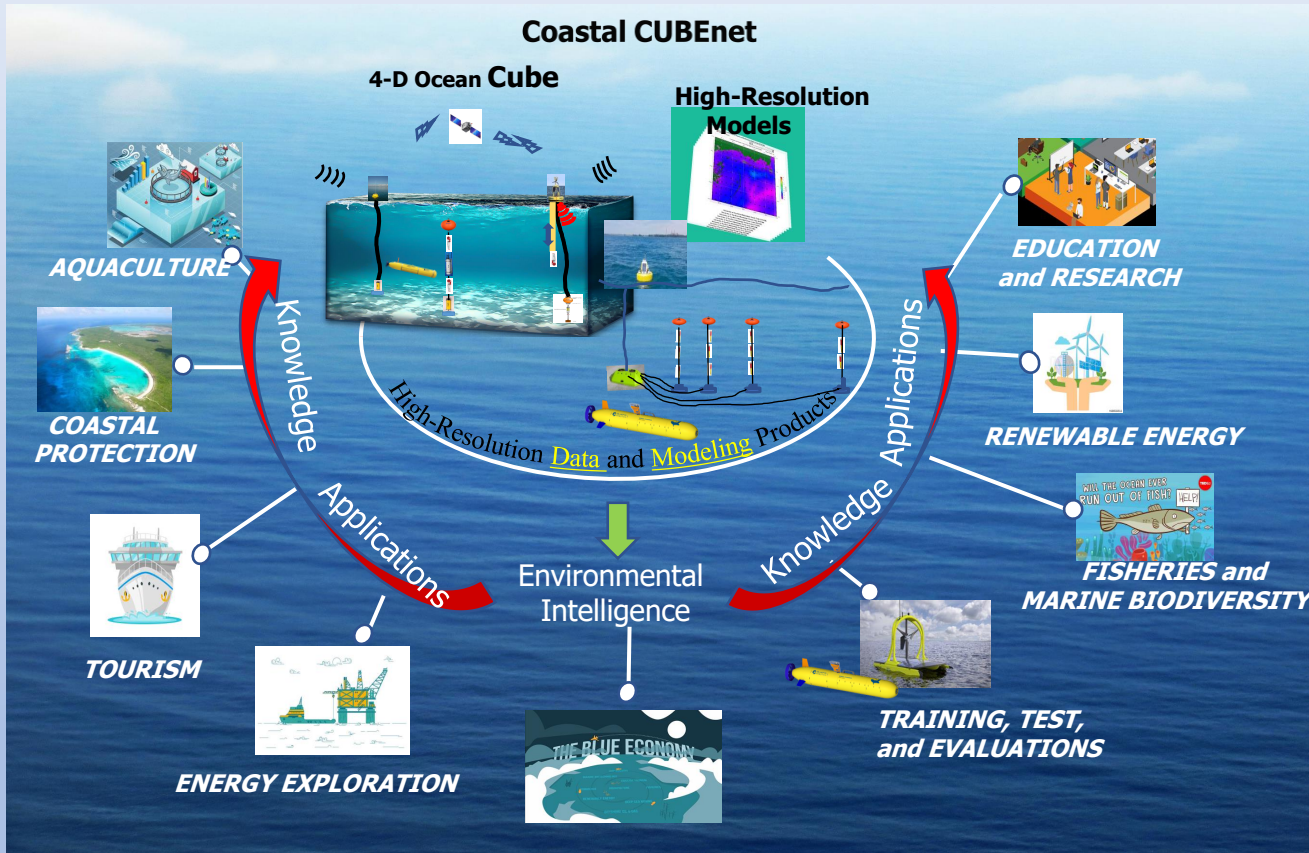 Coastal CUBEnet
4-D Ocean Cube
High-Resolution
Models
AQUACULTURE
COASTAL
PROTECTION
TOURISM
ENERGY EXPLORATION
Knowledge
Applications
High-Resolution Data and Modeling Products
Environmental
Intelligence
THE BLUE ECONOMY
Knowledge
Applications
EDUCATION
and RESEARCH
RENEWABLE ENERGY
WILL THE OCEAN EVER
RUN OUT OF FISH?
HELP!
FISHERIES and
MARINE BIODIVERSITY
TRAINING, TEST,
and EVALUATIONS